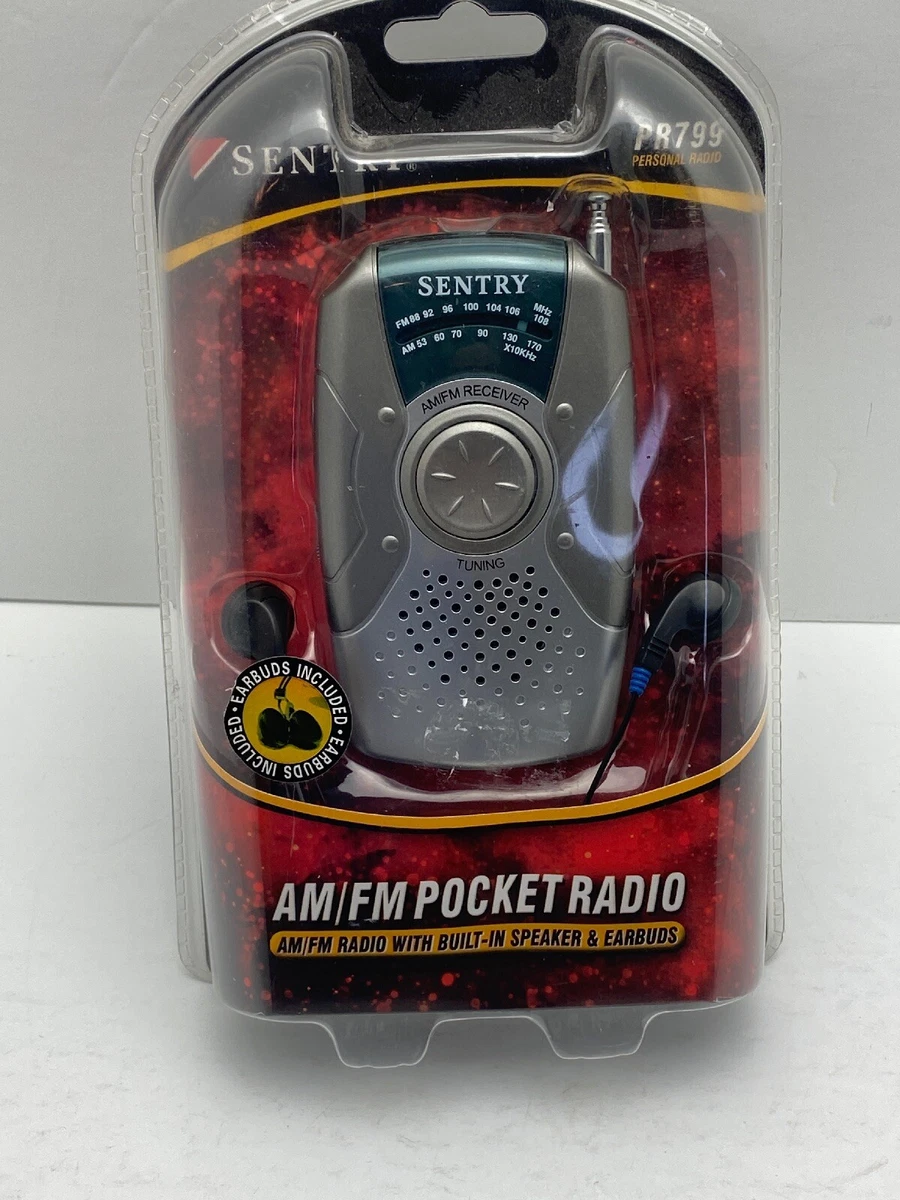 SENTRY®
PR799
PERSONAL RADIO
SENTRY
FM 88 92 96 100 104 106 108 MHz
AM 53 60 70 90 130 170 X10KHz
AM/FM RECEIVER
TUNING
•EARBUDS INCLUDED•EARBUDS INCLUDED
AM/FM POCKET RADIO
AM/FM RADIO WITH BUILT-IN SPEAKER & EARBUDS